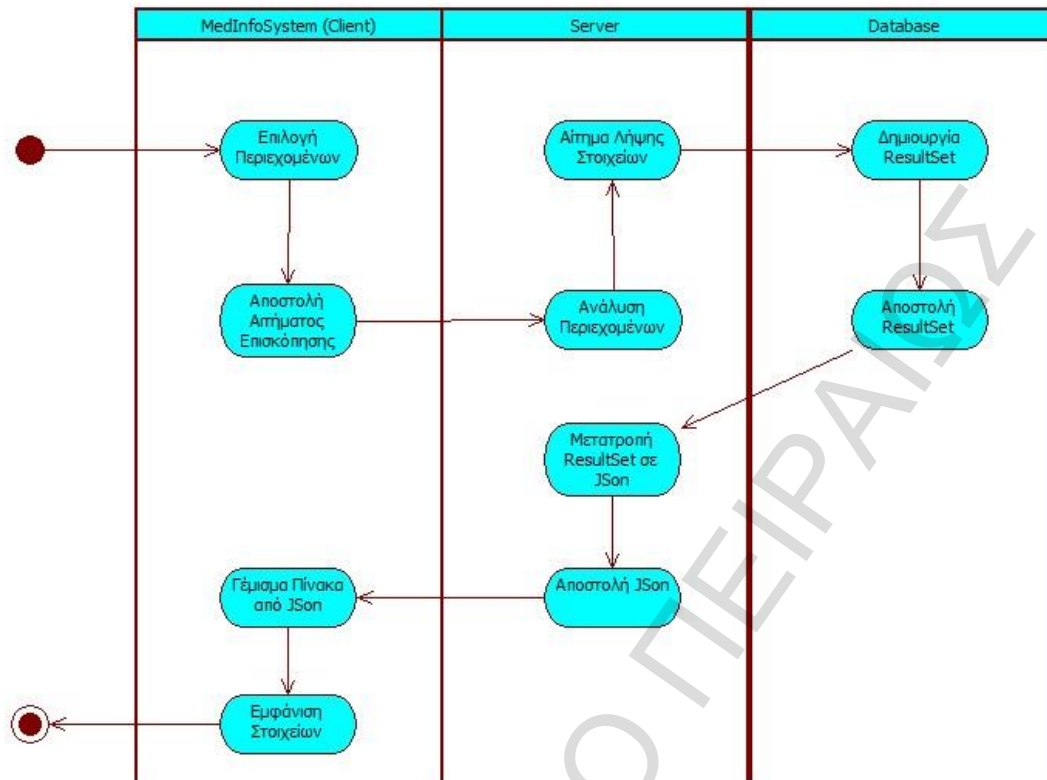 MedInfoSystem (Client)
Server
Database
Επιλογή
Περιεχομένων
Αίτημα Λήψης
Στοιχείων
Δημιουργία
ResultSet
Αποστολή
Αιτήματος
Επισκόπησης
Ανάλυση
Περιεχομένων
Αποστολή
ResultSet
Μετατροπή
ResultSet σε
JSon
Γέμισμα Πίνακα
από JSon
Αποστολή JSon
Εμφάνιση
Στοιχείων
Ο ΠΕΙΡΑΙΩΣ